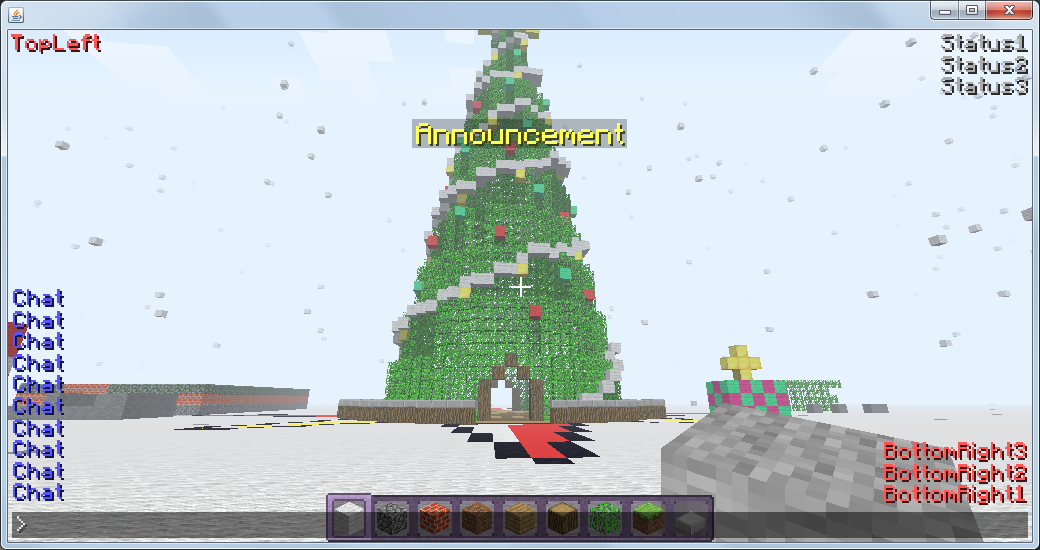 TopLeft
Status1
Status2
Status3
Announcement
Chat
Chat
Chat
Chat
Chat
Chat
Chat
Chat
Chat
Chat
BottomRight3
BottomRight2
BottomRight1
>